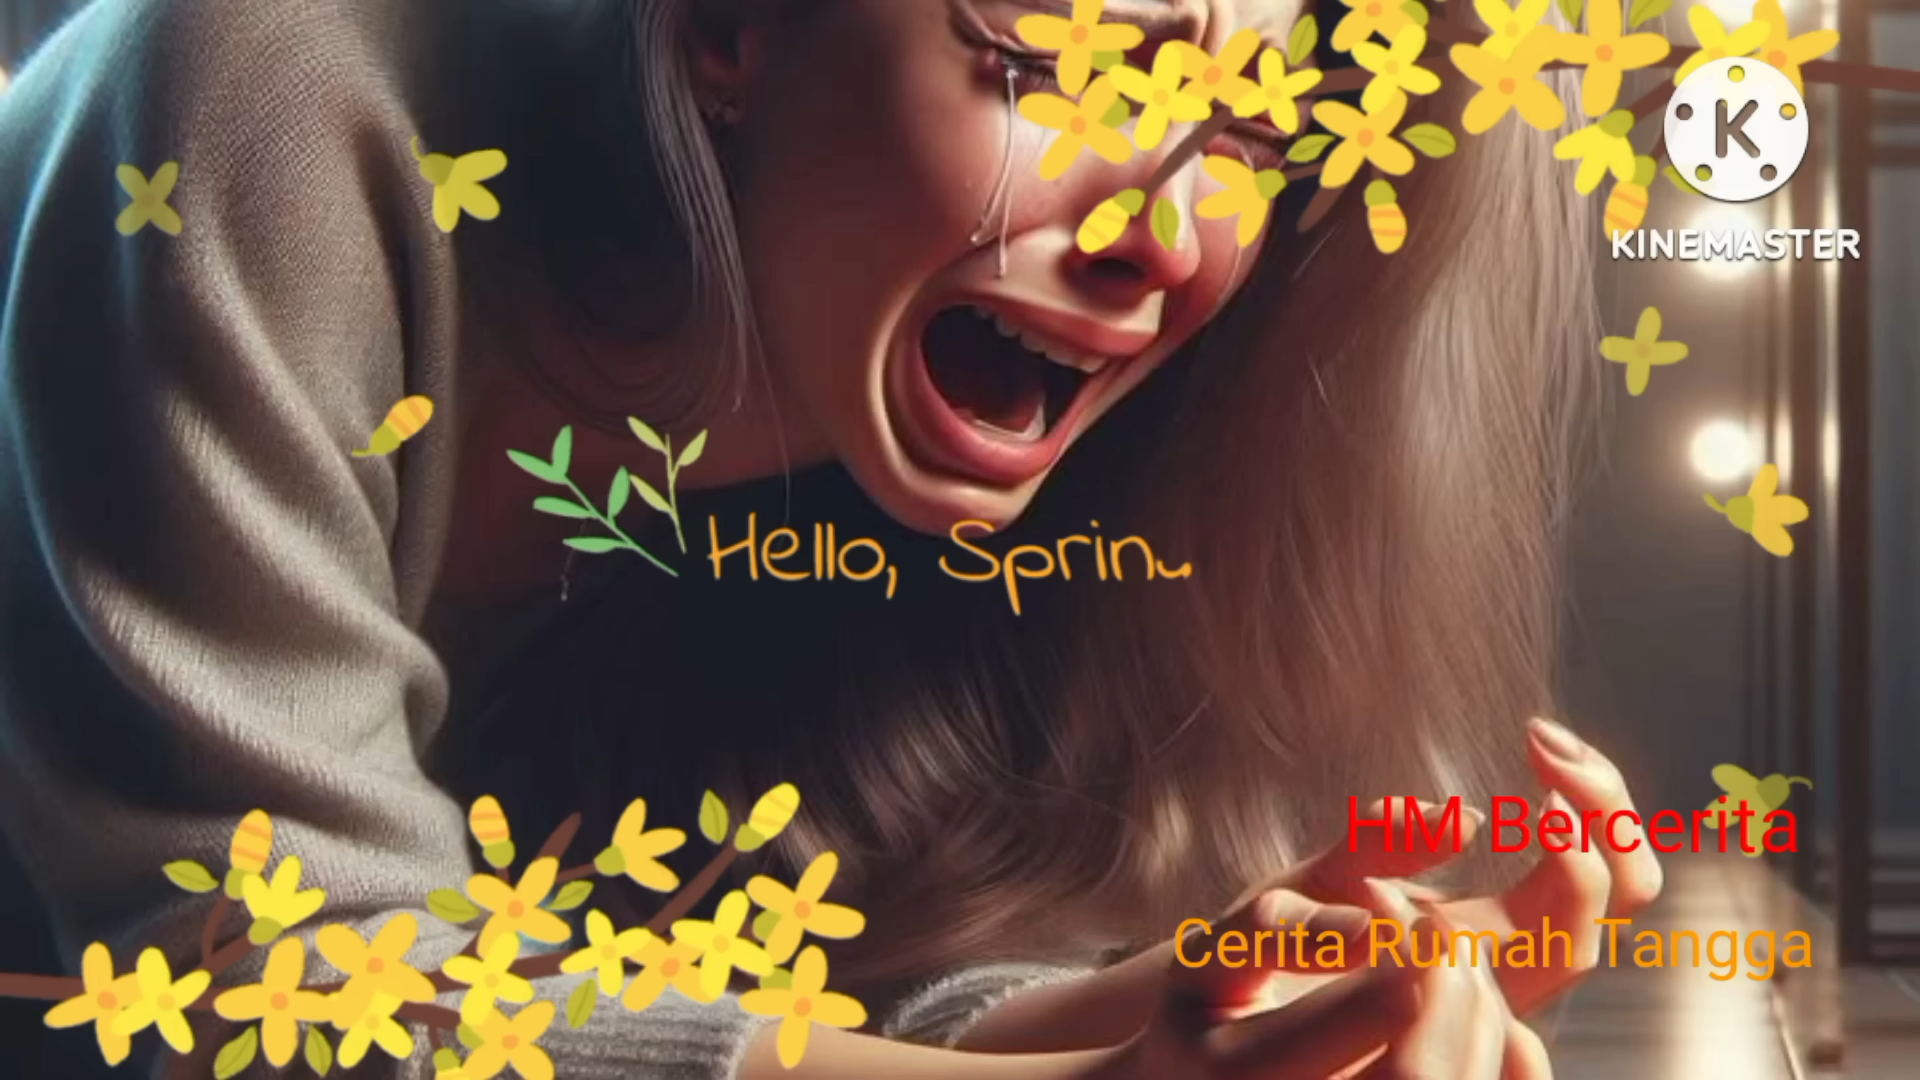 K
KINEMASTER
Hello, Sprin
HM Bercerita
Cerita Rumah Tangga